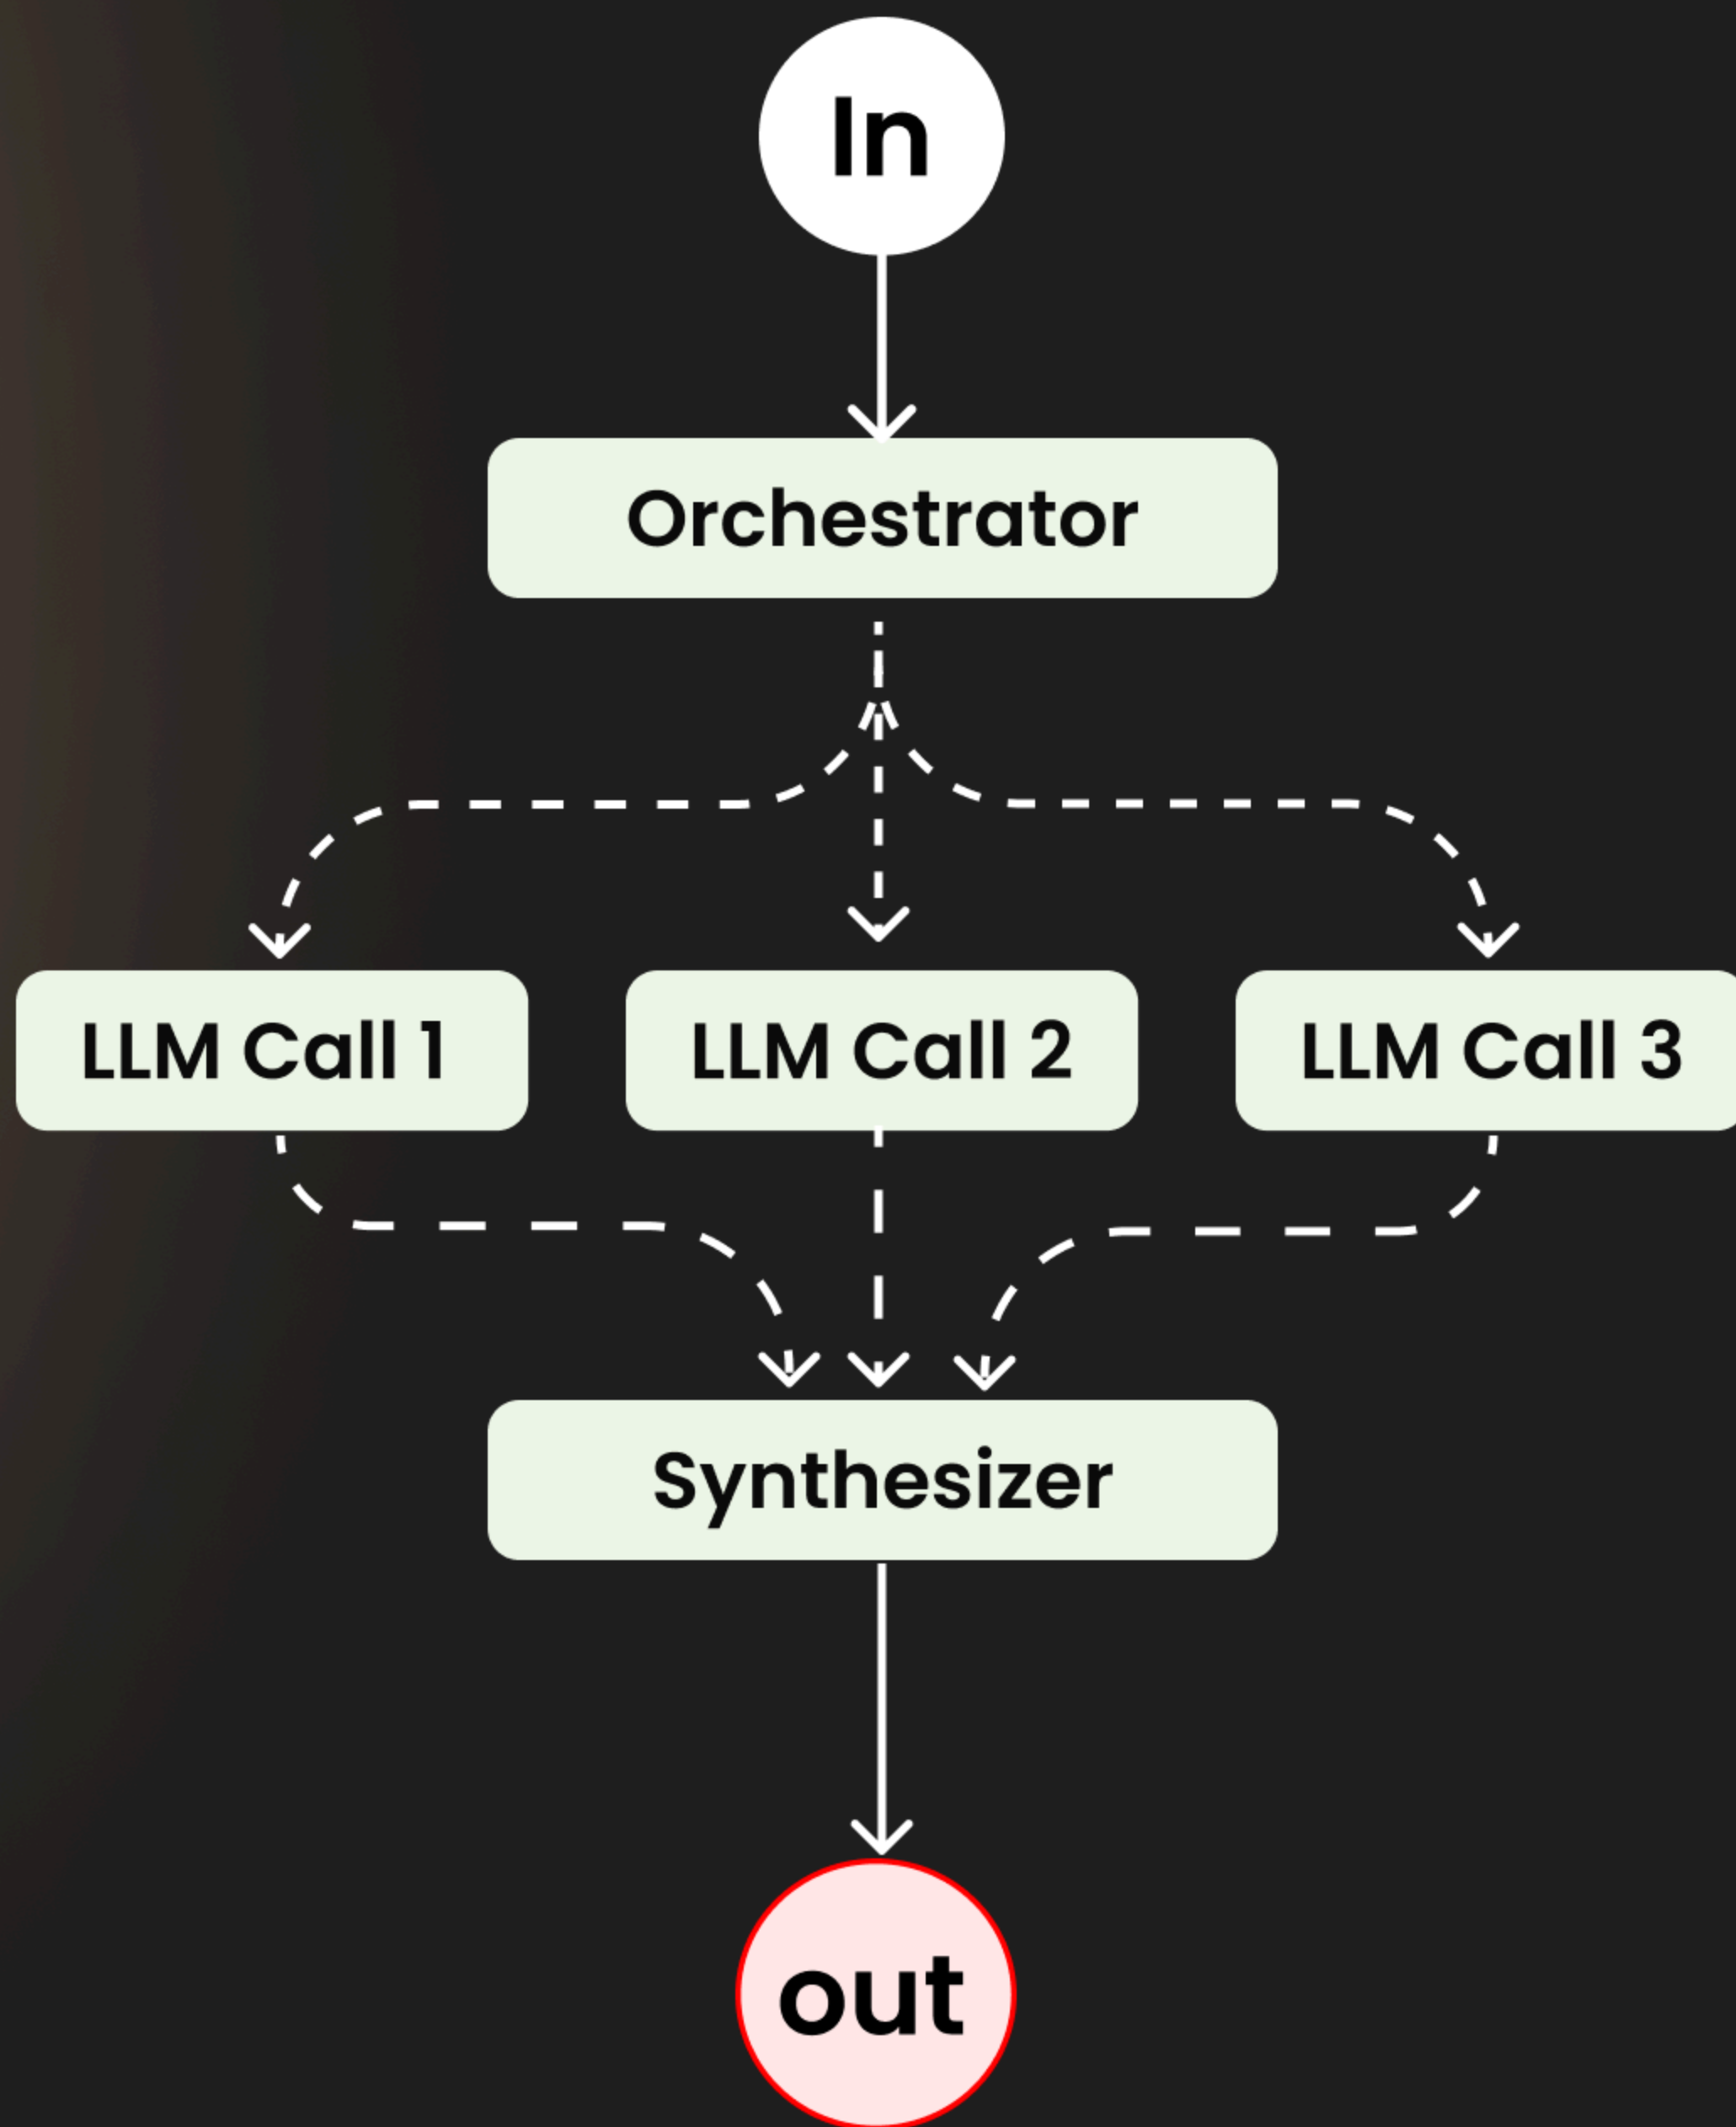 In
Orchestrator
LLM Call 1
LLM Call 2
LLM Call 3
Synthesizer
out